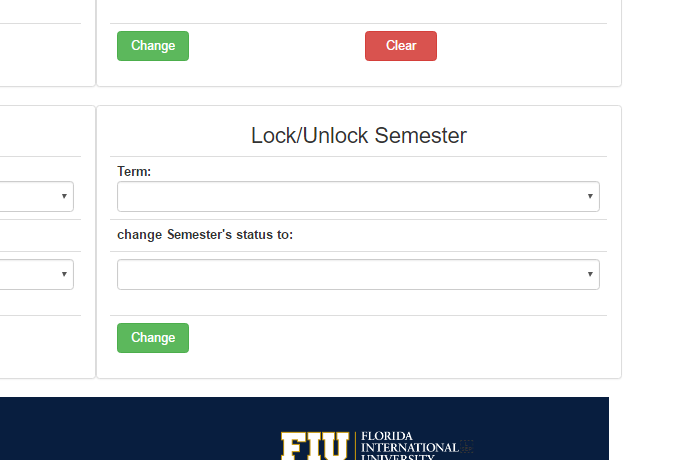 Change Clear
Lock/Unlock Semester
Term:
change Semester's status to:
Change
FIU
FLORIDA
INTERNATIONAL
UNIVERSITY